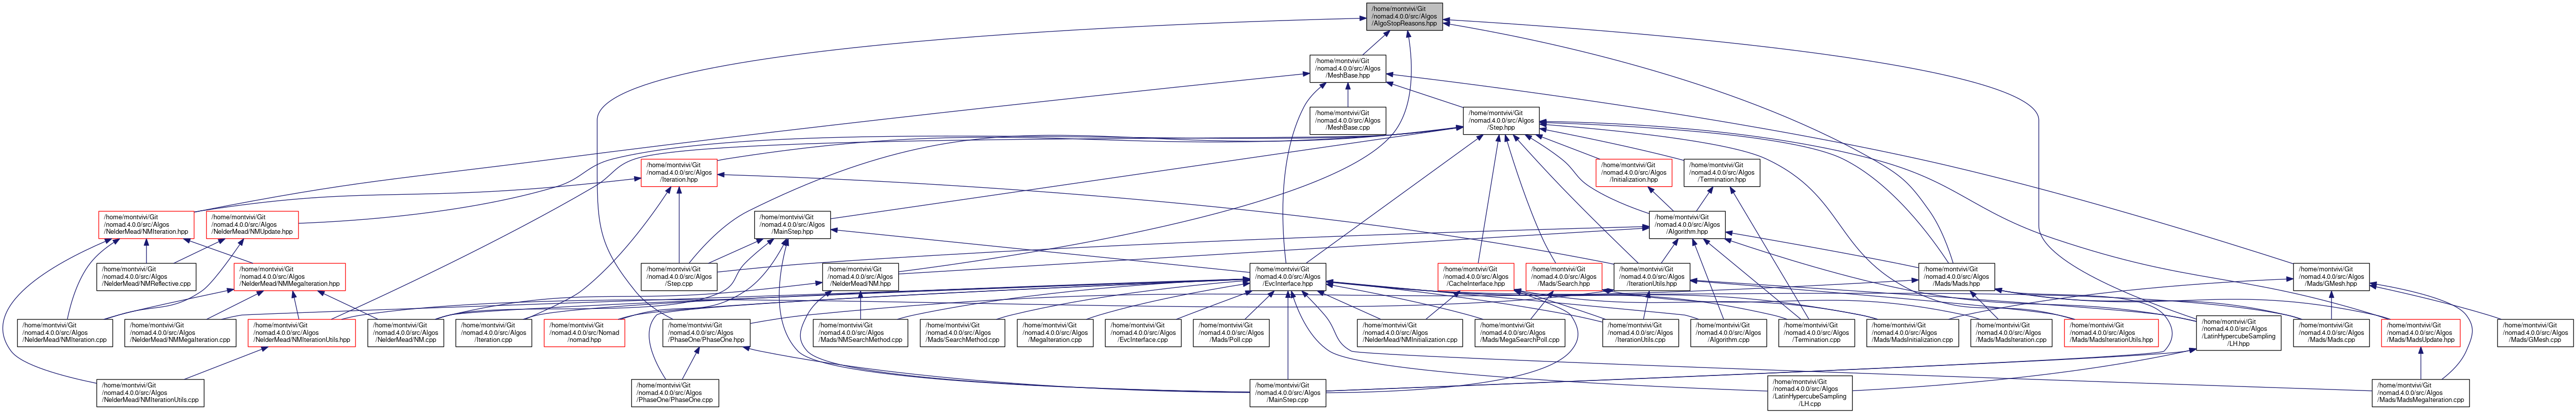 /home/montvivi/Git
/nomad.4.0.0/src/Algos
/AlgoStopReasons.hpp
/home/montvivi/Git
/nomad.4.0.0/src/Algos
/MeshBase.hpp
/home/montvivi/Git
/nomad.4.0.0/src/Algos
/MeshBase.cpp
/home/montvivi/Git
/nomad.4.0.0/src/Algos
/Step.hpp
/home/montvivi/Git
/nomad.4.0.0/src/Algos
/Iteration.hpp
/home/montvivi/Git
/nomad.4.0.0/src/Algos
/Initialization.hpp
/home/montvivi/Git
/nomad.4.0.0/src/Algos
/Termination.hpp
/home/montvivi/Git
/nomad.4.0.0/src/Algos
/NelderMead/NMIteration.hpp
/home/montvivi/Git
/nomad.4.0.0/src/Algos
/NelderMead/NMUpdate.hpp
/home/montvivi/Git
/nomad.4.0.0/src/Algos
/MainStep.hpp
/home/montvivi/Git
/nomad.4.0.0/src/Algos
/Algorithm.hpp
/home/montvivi/Git
/nomad.4.0.0/src/Algos
/NelderMead/NMReflective.cpp
/home/montvivi/Git
/nomad.4.0.0/src/Algos
/NelderMead/NMMegaIteration.hpp
/home/montvivi/Git
/nomad.4.0.0/src/Algos
/Step.cpp
/home/montvivi/Git
/nomad.4.0.0/src/Algos
/NelderMead/NM.hpp
/home/montvivi/Git
/nomad.4.0.0/src/Algos
/EvcInterface.hpp
/home/montvivi/Git
/nomad.4.0.0/src/Algos
/CacheInterface.hpp
/home/montvivi/Git
/nomad.4.0.0/src/Algos
/Mads/Search.hpp
/home/montvivi/Git
/nomad.4.0.0/src/Algos
/IterationUtils.hpp
/home/montvivi/Git
/nomad.4.0.0/src/Algos
/Mads/Mads.hpp
/home/montvivi/Git
/nomad.4.0.0/src/Algos
/Mads/GMesh.hpp
/home/montvivi/Git
/nomad.4.0.0/src/Algos
/NelderMead/NMIteration.cpp
/home/montvivi/Git
/nomad.4.0.0/src/Algos
/NelderMead/NMMegaIteration.cpp
/home/montvivi/Git
/nomad.4.0.0/src/Algos
/NelderMead/NMIterationUtils.hpp
/home/montvivi/Git
/nomad.4.0.0/src/Algos
/NelderMead/NM.cpp
/home/montvivi/Git
/nomad.4.0.0/src/Algos
/Iteration.cpp
/home/montvivi/Git
/nomad.4.0.0/src/Nomad
/nomad.hpp
/home/montvivi/Git
/nomad.4.0.0/src/Algos
/PhaseOne/PhaseOne.hpp
/home/montvivi/Git
/nomad.4.0.0/src/Algos
/Mads/NMSearchMethod.cpp
/home/montvivi/Git
/nomad.4.0.0/src/Algos
/Mads/SearchMethod.cpp
/home/montvivi/Git
/nomad.4.0.0/src/Algos
/MegaIteration.cpp
/home/montvivi/Git
/nomad.4.0.0/src/Algos
/EvcInterface.cpp
/home/montvivi/Git
/nomad.4.0.0/src/Algos
/Mads/Poll.cpp
/home/montvivi/Git
/nomad.4.0.0/src/Algos
/NelderMead/NMInitialization.cpp
/home/montvivi/Git
/nomad.4.0.0/src/Algos
/Mads/MegaSearchPoll.cpp
/home/montvivi/Git
/nomad.4.0.0/src/Algos
/IterationUtils.cpp
/home/montvivi/Git
/nomad.4.0.0/src/Algos
/Algorithm.cpp
/home/montvivi/Git
/nomad.4.0.0/src/Algos
/Termination.cpp
/home/montvivi/Git
/nomad.4.0.0/src/Algos
/Mads/MadsInitialization.cpp
/home/montvivi/Git
/nomad.4.0.0/src/Algos
/Mads/MadsIteration.cpp
/home/montvivi/Git
/nomad.4.0.0/src/Algos
/Mads/MadsIterationUtils.hpp
/home/montvivi/Git
/nomad.4.0.0/src/Algos
/LatinHypercubeSampling
/LH.hpp
/home/montvivi/Git
/nomad.4.0.0/src/Algos
/Mads/Mads.cpp
/home/montvivi/Git
/nomad.4.0.0/src/Algos
/Mads/MadsUpdate.hpp
/home/montvivi/Git
/nomad.4.0.0/src/Algos
/Mads/GMesh.cpp
/home/montvivi/Git
/nomad.4.0.0/src/Algos
/NelderMead/NMIterationUtils.cpp
/home/montvivi/Git
/nomad.4.0.0/src/Algos
/PhaseOne/PhaseOne.cpp
/home/montvivi/Git
/nomad.4.0.0/src/Algos
/MainStep.cpp
/home/montvivi/Git
/nomad.4.0.0/src/Algos
/LatinHypercubeSampling
/LH.cpp
/home/montvivi/Git
/nomad.4.0.0/src/Algos
/Mads/MadsMegaIteration.cpp